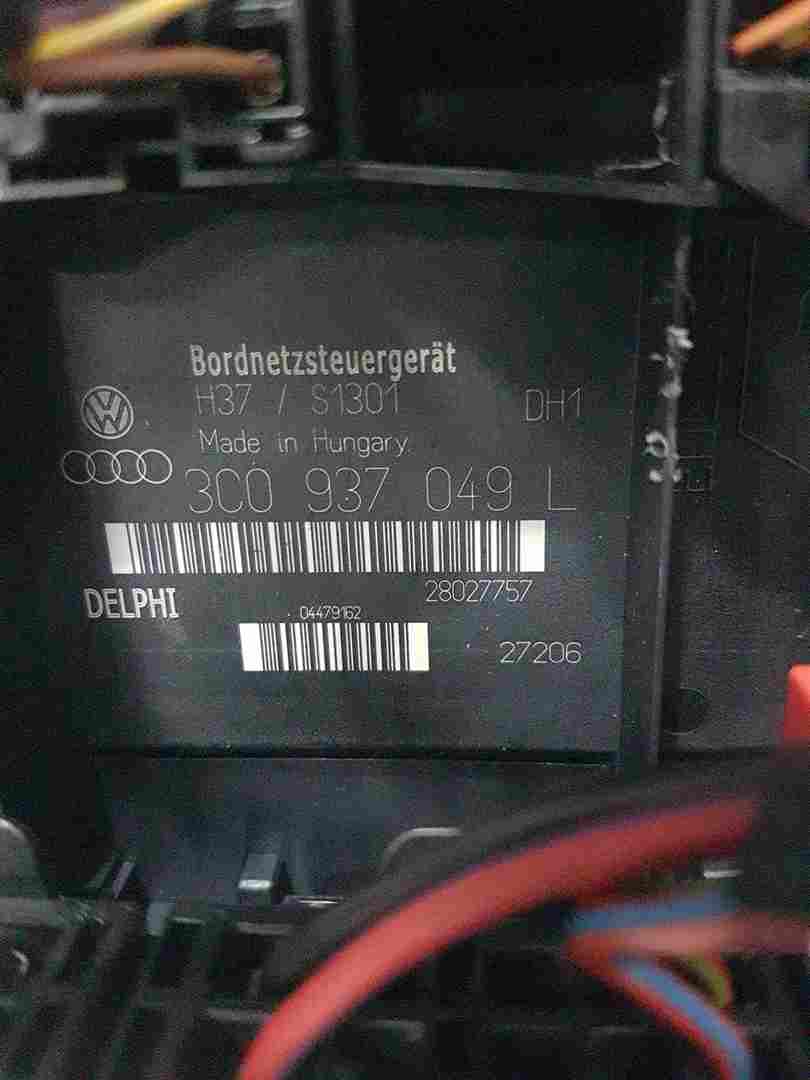 Bordnetzsteuergerät
H37 / S1301 DH1
Made in Hungary.
3C0 937 049 L
DELPHI 28027757
04479162
27206